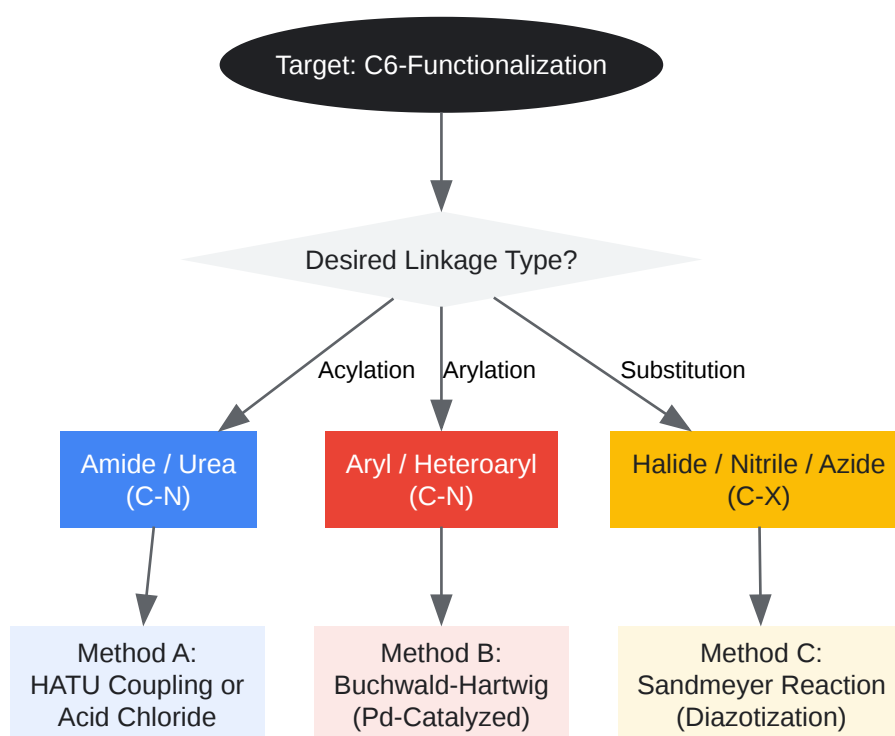 Target: C6-Functionalization
Desired Linkage Type?
Acylation
Arylation
Substitution
Amide / Urea
(C-N)
Aryl / Heteroaryl
(C-N)
Halide / Nitrile / Azide
(C-X)
Method A:
HATU Coupling or
Acid Chloride
Method B:
Buchwald-Hartwig
(Pd-Catalyzed)
Method C:
Sandmeyer Reaction
(Diazotization)